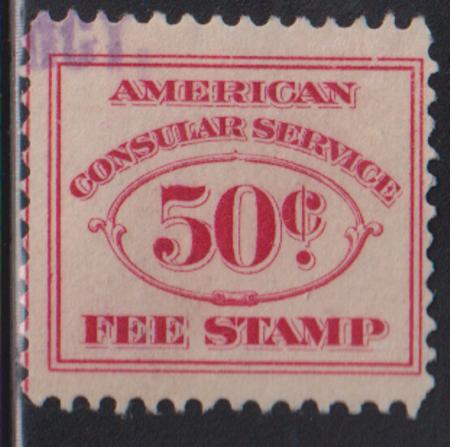 AMERICAN
CONSULAR SERVICE
50¢
FEE STAMP